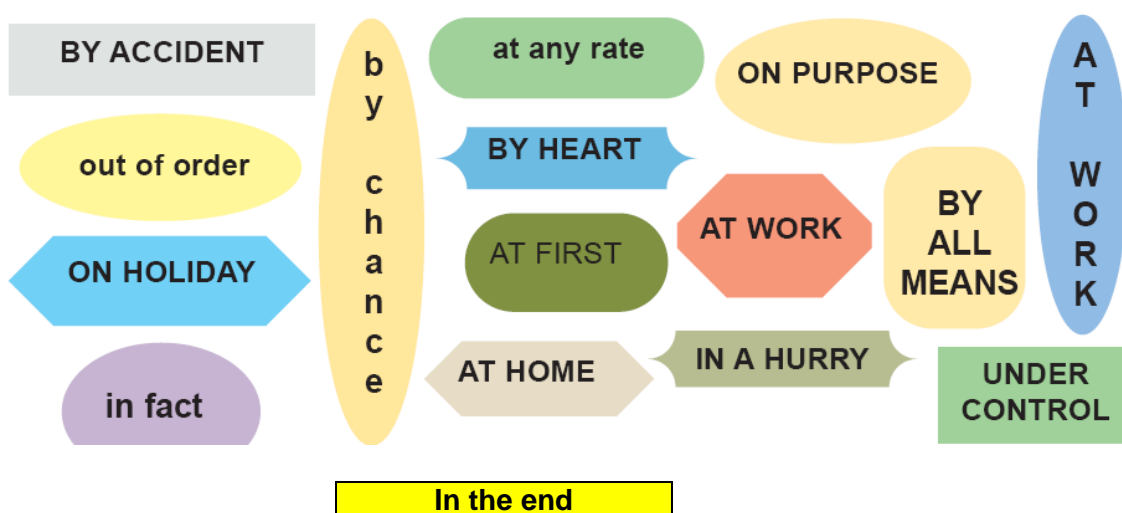 BY ACCIDENT
by chance
at any rate
ON PURPOSE
AT WORK
out of order
BY HEART
AT WORK
BY
ALL
MEANS
ON HOLIDAY
AT FIRST
in fact
AT HOME
IN A HURRY
UNDER
CONTROL
In the end